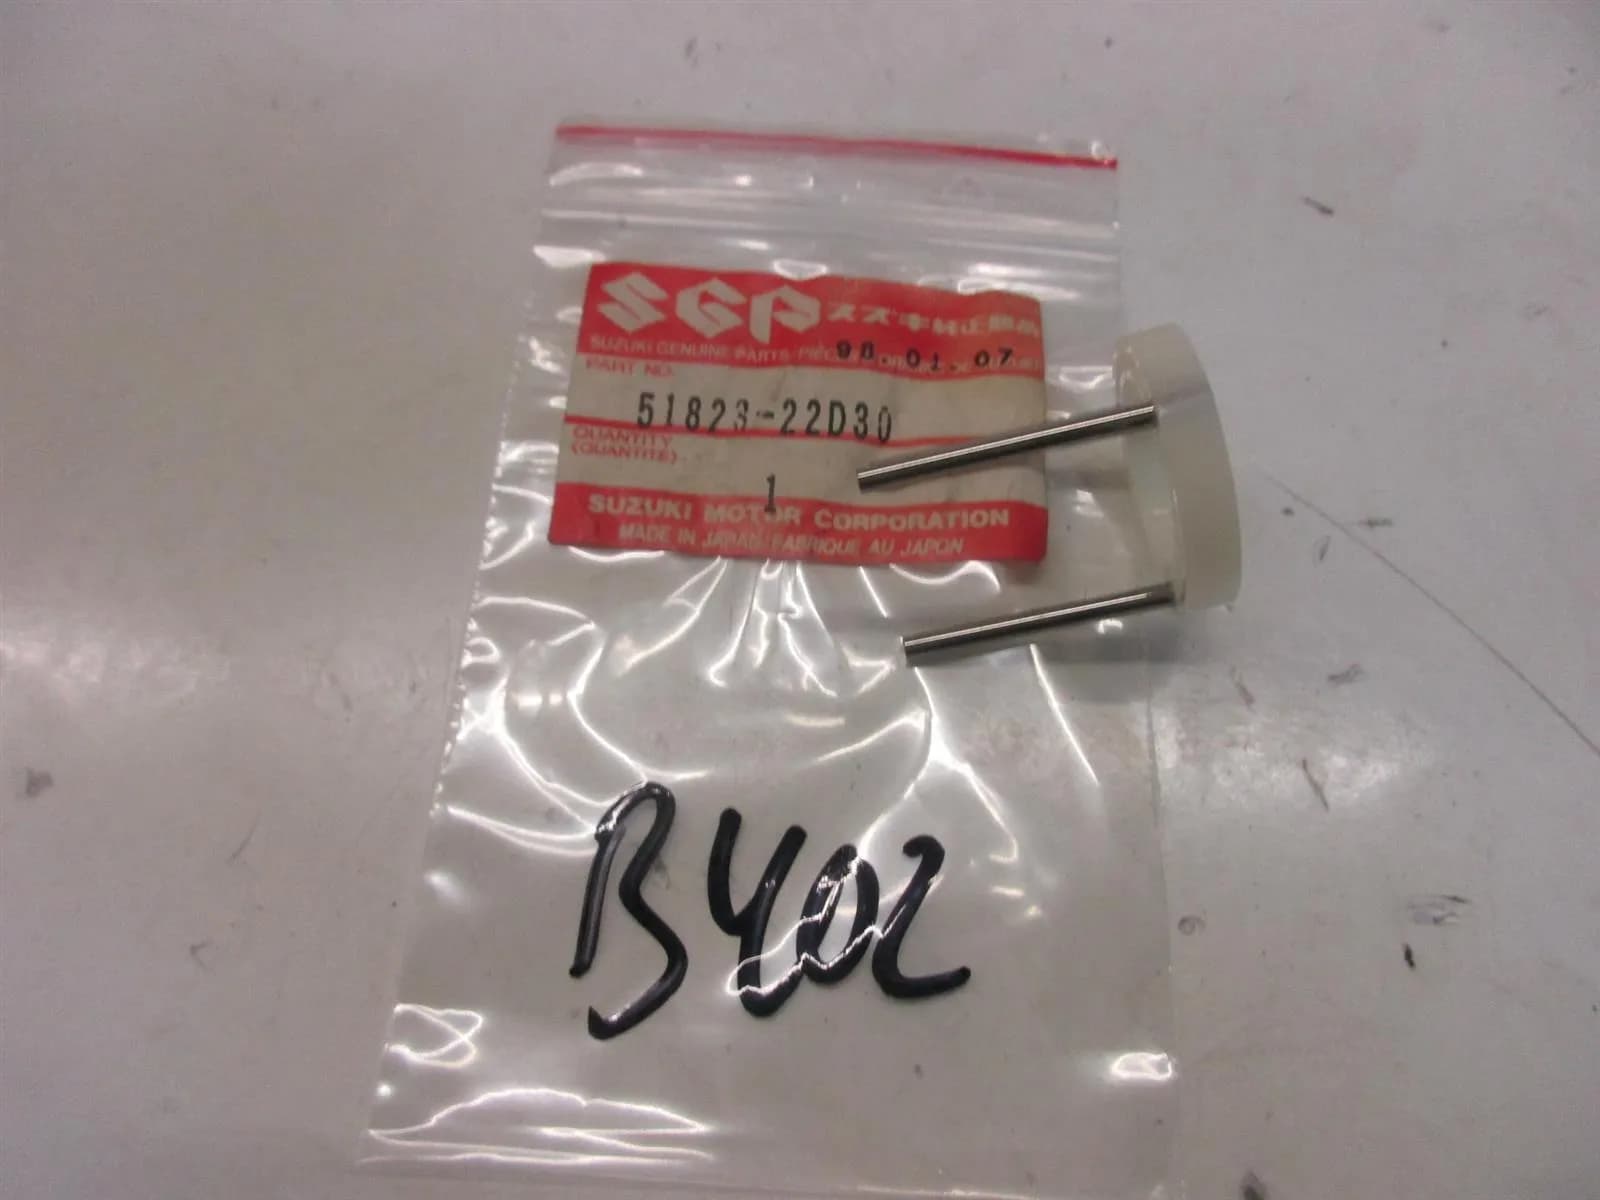 SGP スズキ純正部品
SUZUKI GENUINE PARTS/PIÈCES
98.01.07
PART NO.
51823-22D30
QUANTITY
(QUANTITE)
1
SUZUKI MOTOR CORPORATION
MADE IN JAPAN/FABRIQUE AU JAPON
B402